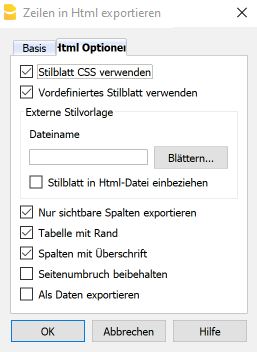 Zeilen in Html exportieren
Basis
Html Optionen
Stilblatt CSS verwenden
Vordefiniertes Stilblatt verwenden
Externe Stilvorlage
Dateiname
Blättern...
Stilblatt in Html-Datei einbeziehen
Nur sichtbare Spalten exportieren
Tabelle mit Rand
Spalten mit Überschrift
Seitenumbruch beibehalten
Als Daten exportieren
OK Abbrechen Hilfe